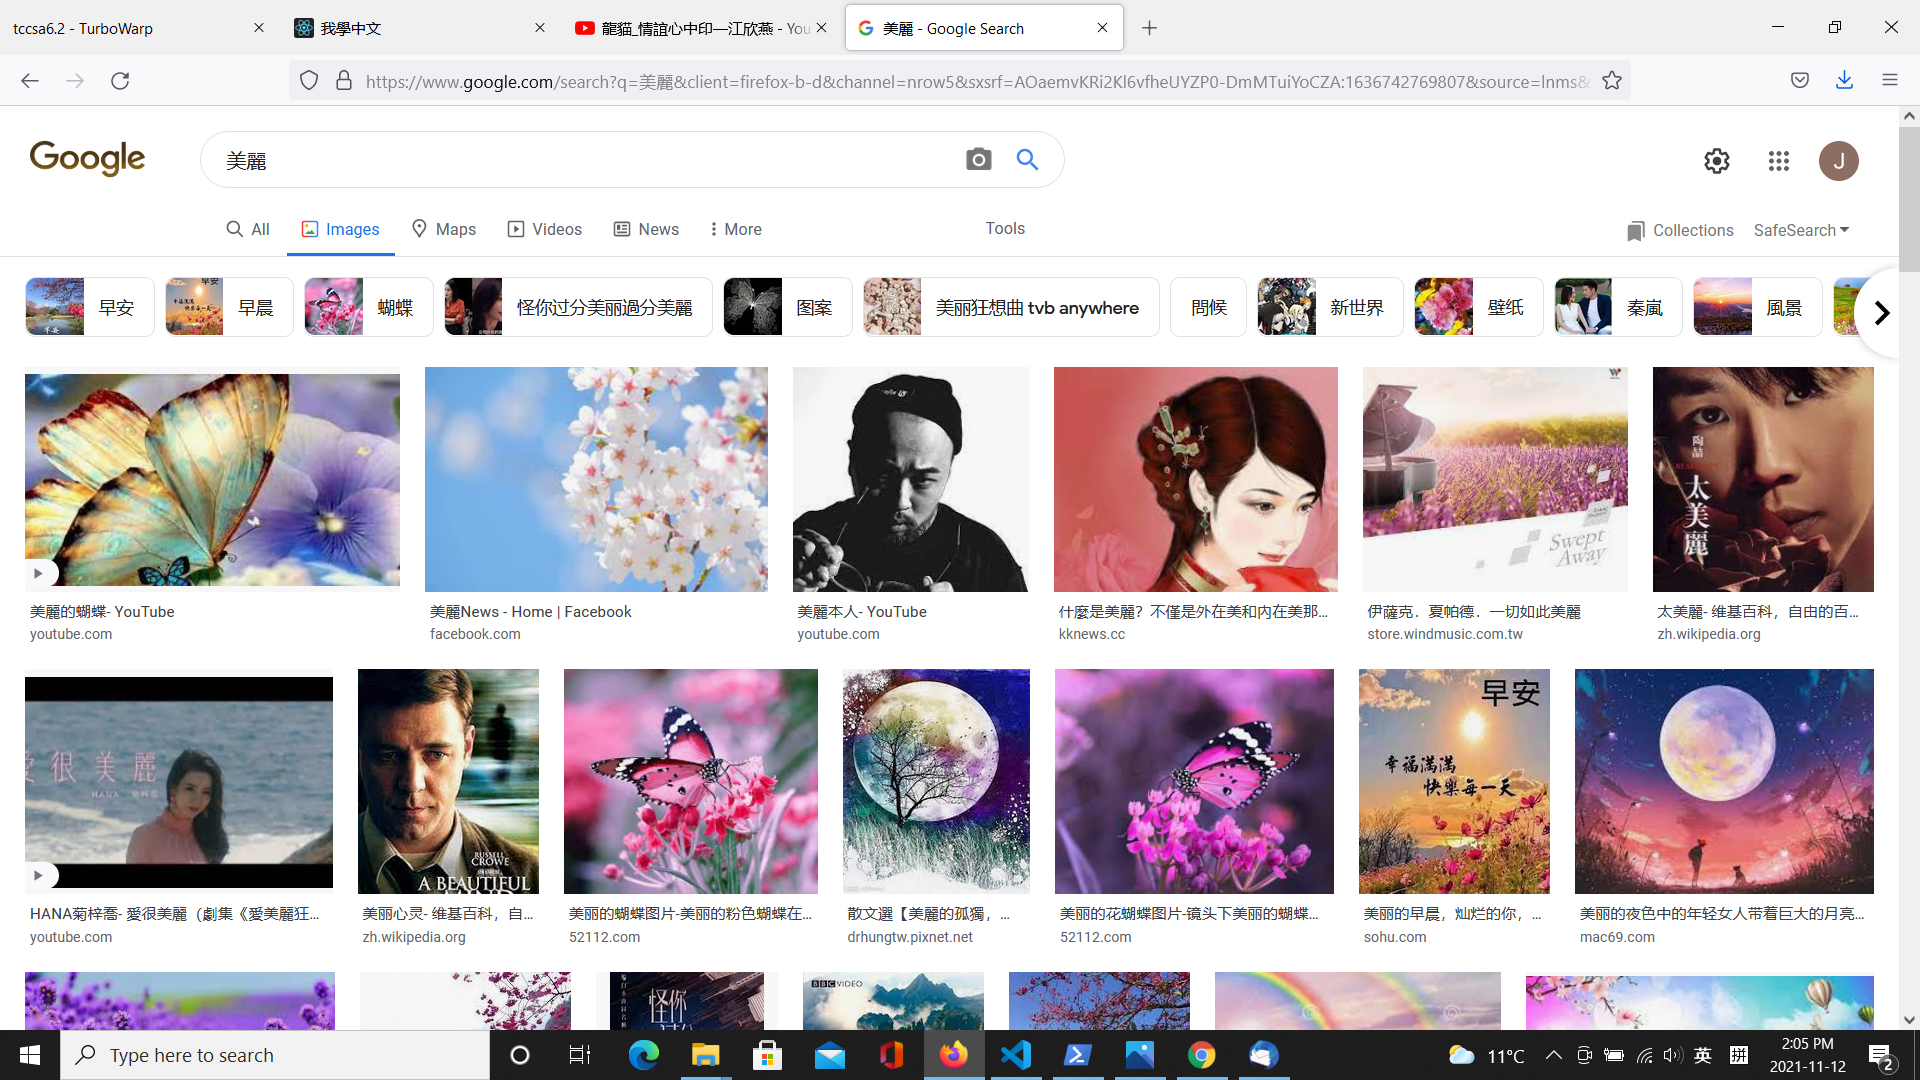 tccsa6.2 - TurboWarp
我學中文
龍貓_情誼心中印—江欣燕 - You
美麗 - Google Search
https://www.google.com/search?q=美麗&client=firefox-b-d&channel=nrow5&sxsrf=AOaemvKRi2Kl6vfheUYZP0-DmMTuiYoCZA:1636742769807&source=lnms&
Google
美麗
J
All
Images
Maps
Videos
News
More
Tools
Collections
SafeSearch
早安
早安
早安
早晨
幸福滿滿
蝴蝶
怪你过分美丽過分美麗
图案
美丽狂想曲 tvb anywhere
問候
新世界
壁纸
秦嵐
風景
Swept
Away
陶喆
太美麗
美麗的蝴蝶- YouTube
youtube.com
美麗News - Home | Facebook
facebook.com
美麗本人- YouTube
youtube.com
什麼是美麗？不僅是外在美和内在美那...
kknews.cc
伊薩克．夏帕德．一切如此美麗
store.windmusic.com.tw
太美麗- 维基百科，自由的百...
zh.wikipedia.org
愛很美麗
HANA 菊梓喬
RUSSELL
CROWE
A BEAUTIFUL
早安
幸福滿滿
快樂每一天
HANA菊梓喬- 愛很美麗（劇集《愛美麗狂...
youtube.com
美丽心灵- 维基百科，自...
zh.wikipedia.org
美丽的蝴蝶图片-美丽的粉色蝴蝶在...
52112.com
散文選【美麗的孤獨，...
drhungtw.pixnet.net
美丽的花蝴蝶图片-镜头下美丽的蝴蝶...
52112.com
美丽的早晨，灿烂的你，...
sohu.com
美丽的夜色中的年轻女人带着巨大的月亮...
mac69.com
怪你
BBC VIDEO
Type here to search
11°C
英
拼
2:05 PM
2021-11-12
2